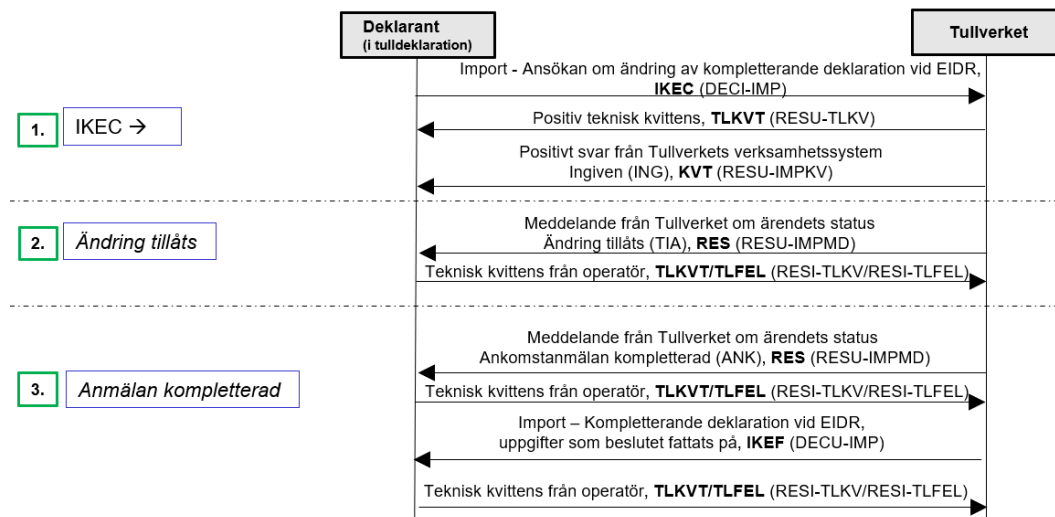 Deklarant
(i tulldeklaration)
Tullverket
Import - Ansökan om ändring av kompletterande deklaration vid EIDR,
IKEC (DECI-IMP)
1.
IKEC →
Positiv teknisk kvittens, TLKVT (RESU-TLKV)
Positivt svar från Tullverkets verksamhetssystem
Ingiven (ING), KVT (RESU-IMPKV)
2.
Ändring tillåts
Meddelande från Tullverket om ärendets status
Ändring tillåts (TIA), RES (RESU-IMPMD)
Teknisk kvittens från operatör, TLKVT/TLFEL (RESI-TLKV/RESI-TLFEL)
3.
Anmälan kompletterad
Meddelande från Tullverket om ärendets status
Ankomstanmälan kompletterad (ANK), RES (RESU-IMPMD)
Teknisk kvittens från operatör, TLKVT/TLFEL (RESI-TLKV/RESI-TLFEL)
Import – Kompletterande deklaration vid EIDR,
uppgifter som beslutet fattats på, IKEF (DECU-IMP)
Teknisk kvittens från operatör, TLKVT/TLFEL (RESI-TLKV/RESI-TLFEL)